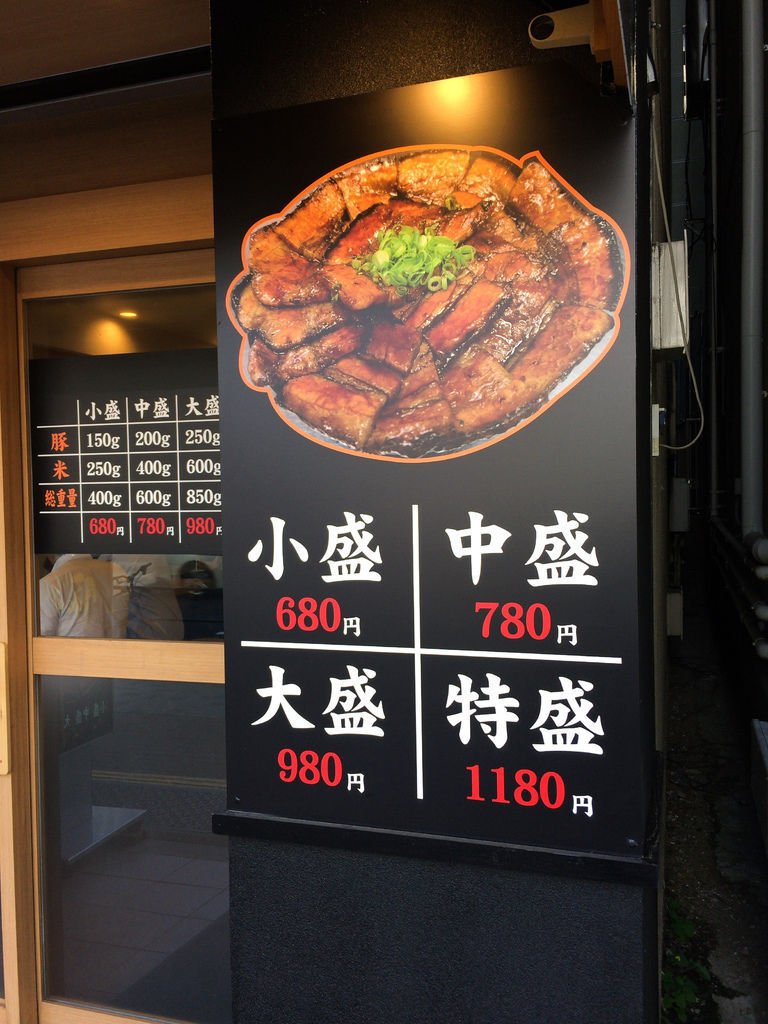 小盛 中盛 大盛
豚 150g 200g 250g
米 250g 400g 600g
総重量 400g 600g 850g
680円 780円 980円
小盛 中盛
680円 780円
大盛 特盛
980円 1180円